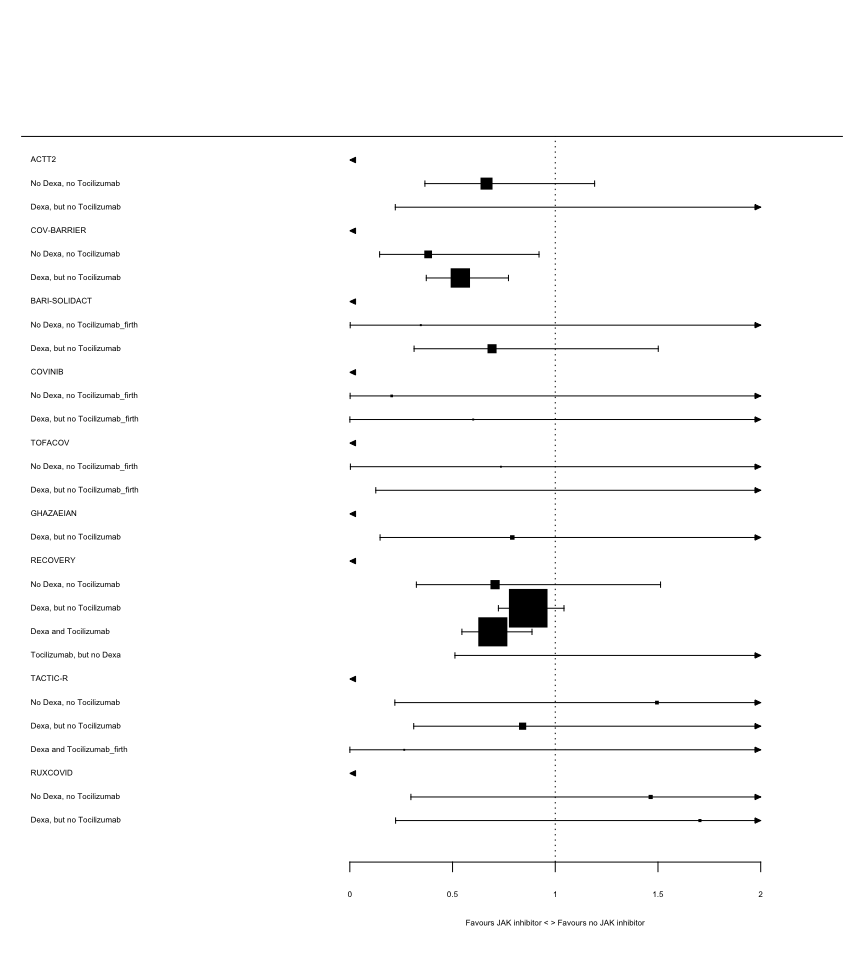 ACTT2
No Dexa, no Tocilizumab
Dexa, but no Tocilizumab
COV-BARRIER
No Dexa, no Tocilizumab
Dexa, but no Tocilizumab
BARI-SOLIDACT
No Dexa, no Tocilizumab_firth
Dexa, but no Tocilizumab
COVINIB
No Dexa, no Tocilizumab_firth
Dexa, but no Tocilizumab_firth
TOFACOV
No Dexa, no Tocilizumab_firth
Dexa, but no Tocilizumab_firth
GHAZAEIAN
Dexa, but no Tocilizumab
RECOVERY
No Dexa, no Tocilizumab
Dexa, but no Tocilizumab
Dexa and Tocilizumab
Tocilizumab, but no Dexa
TACTIC-R
No Dexa, no Tocilizumab
Dexa, but no Tocilizumab
Dexa and Tocilizumab_firth
RUXCOVID
No Dexa, no Tocilizumab
Dexa, but no Tocilizumab
0 0.5 1 1.5 2
Favours JAK inhibitor < > Favours no JAK inhibitor